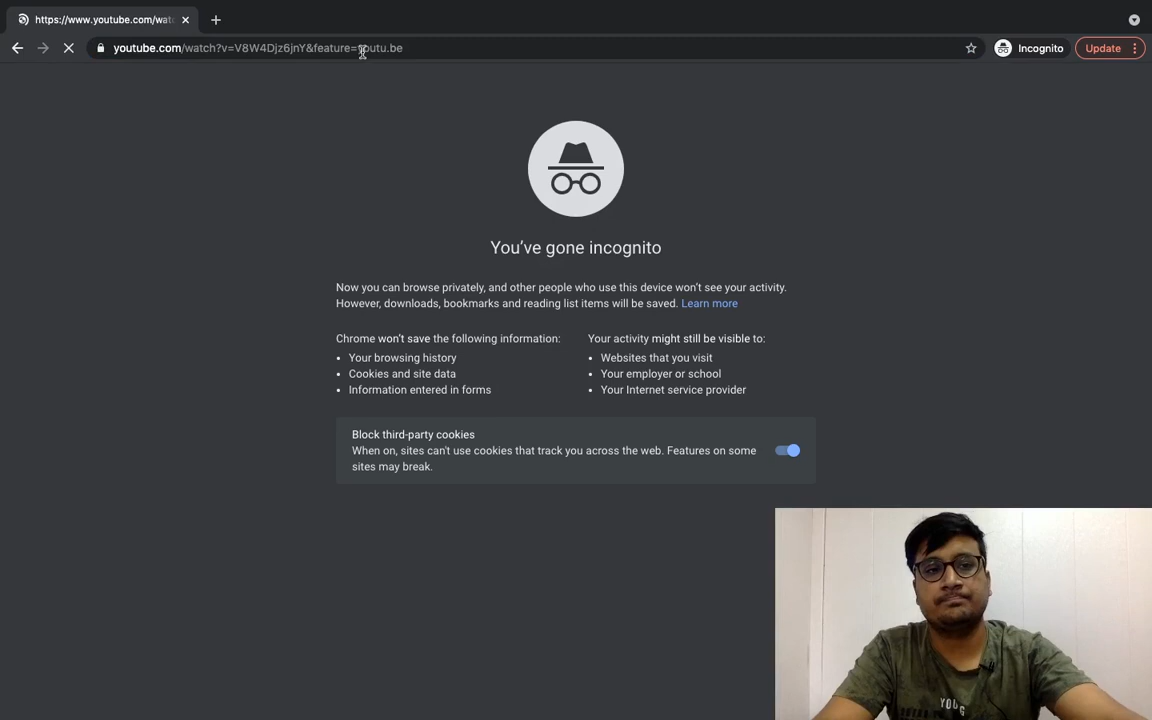 https://www.youtube.com/wat
youtube.com/watch?v=V8W4Djz6jnY&feature=youtu.be
Incognito
Update
You've gone incognito
Now you can browse privately, and other people who use this device won't see your activity.
However, downloads, bookmarks and reading list items will be saved. Learn more
Chrome won't save the following information:
Your browsing history
Cookies and site data
Information entered in forms
Your activity might still be visible to:
Websites that you visit
Your employer or school
Your Internet service provider
Block third-party cookies
When on, sites can't use cookies that track you across the web. Features on some
sites may break.